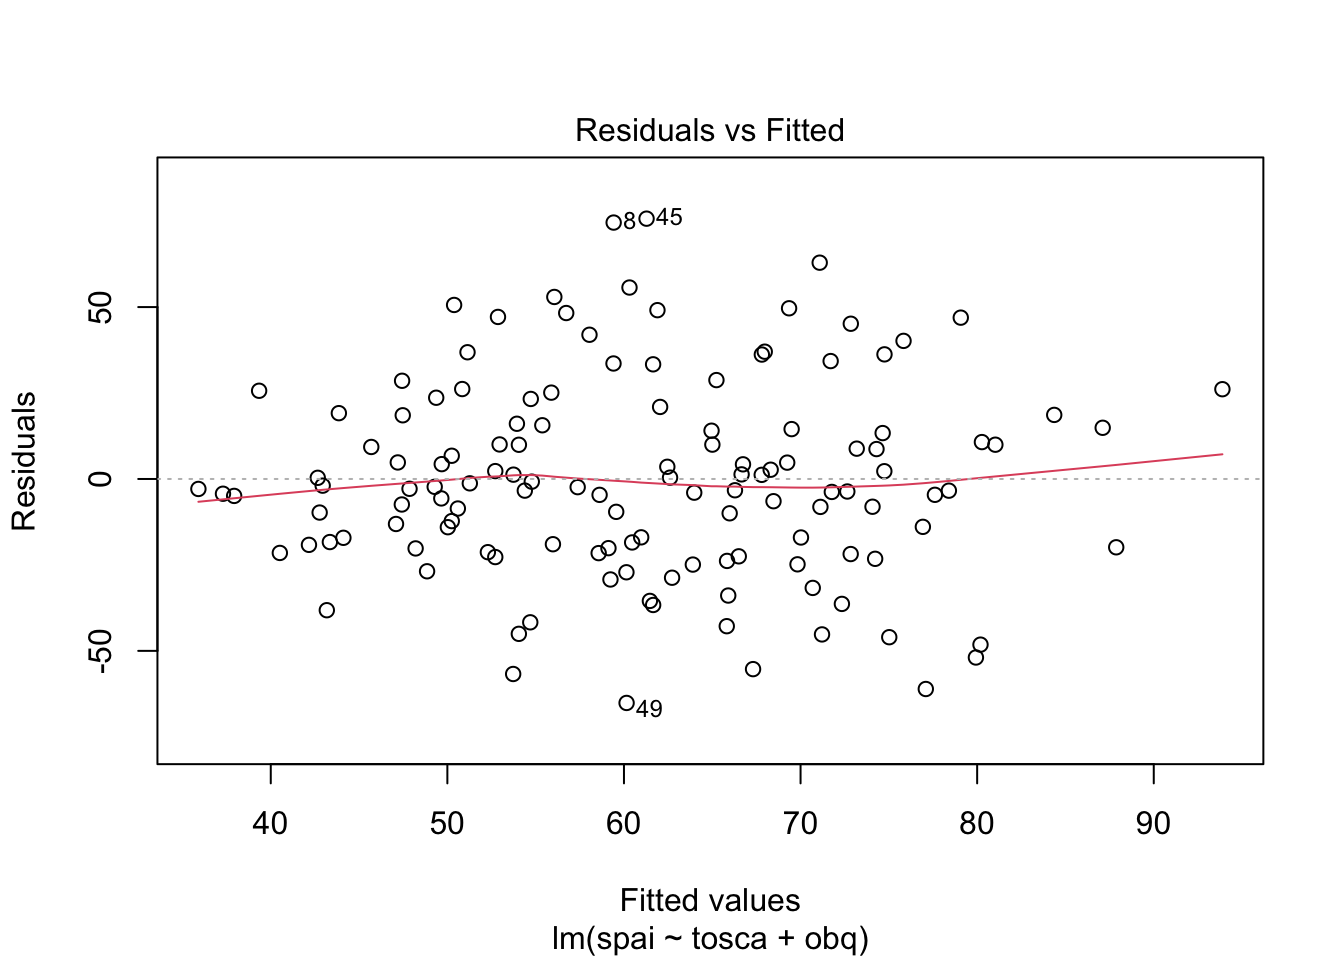 Residuals vs Fitted
Residuals
50
0
-50
8
45
49
40 50 60 70 80 90
Fitted values
lm(spai ~ tosca + obq)